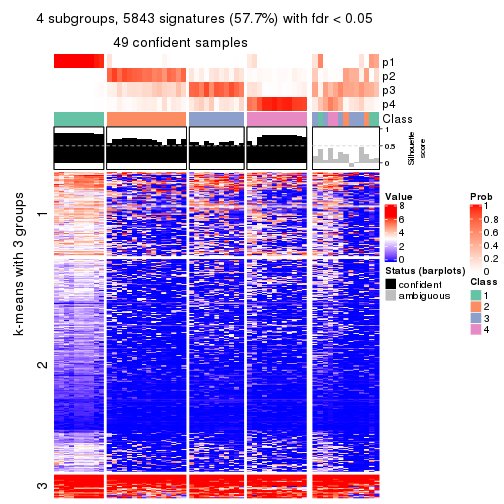 4 subgroups, 5843 signatures (57.7%) with fdr < 0.05
49 confident samples
p1
p2
p3
p4
Class
1
0.5
0
Silhouette
score
k-means with 3 groups
1
2
3
Value
8
6
4
2
0
Status (barplots)
confident
ambiguous
Prob
1
0.8
0.6
0.4
0.2
0
Class
1
2
3
4